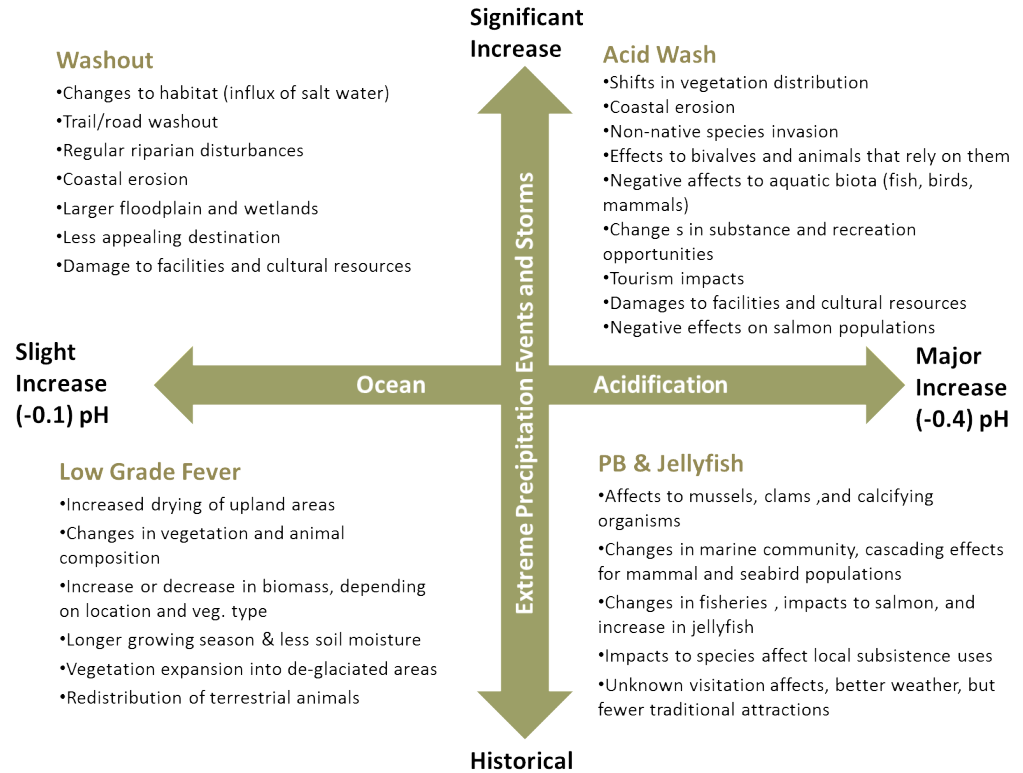 Significant
Increase
Washout
•Changes to habitat (influx of salt water)
•Trail/road washout
•Regular riparian disturbances
•Coastal erosion
•Larger floodplain and wetlands
•Less appealing destination
•Damage to facilities and cultural resources
Acid Wash
•Shifts in vegetation distribution
•Coastal erosion
•Non-native species invasion
•Effects to bivalves and animals that rely on them
•Negative affects to aquatic biota (fish, birds,
mammals)
•Change s in substance and recreation
opportunities
•Tourism impacts
•Damages to facilities and cultural resources
•Negative effects on salmon populations
Extreme Precipitation Events and Storms
Slight
Increase
(-0.1) pH
Ocean Acidification
Major
Increase
(-0.4) pH
Low Grade Fever
•Increased drying of upland areas
•Changes in vegetation and animal
composition
•Increase or decrease in biomass, depending
on location and veg. type
•Longer growing season & less soil moisture
•Vegetation expansion into de-glaciated areas
•Redistribution of terrestrial animals
PB & Jellyfish
•Affects to mussels, clams ,and calcifying
organisms
•Changes in marine community, cascading effects
for mammal and seabird populations
•Changes in fisheries , impacts to salmon, and
increase in jellyfish
•Impacts to species affect local subsistence uses
•Unknown visitation affects, better weather, but
fewer traditional attractions
Historical